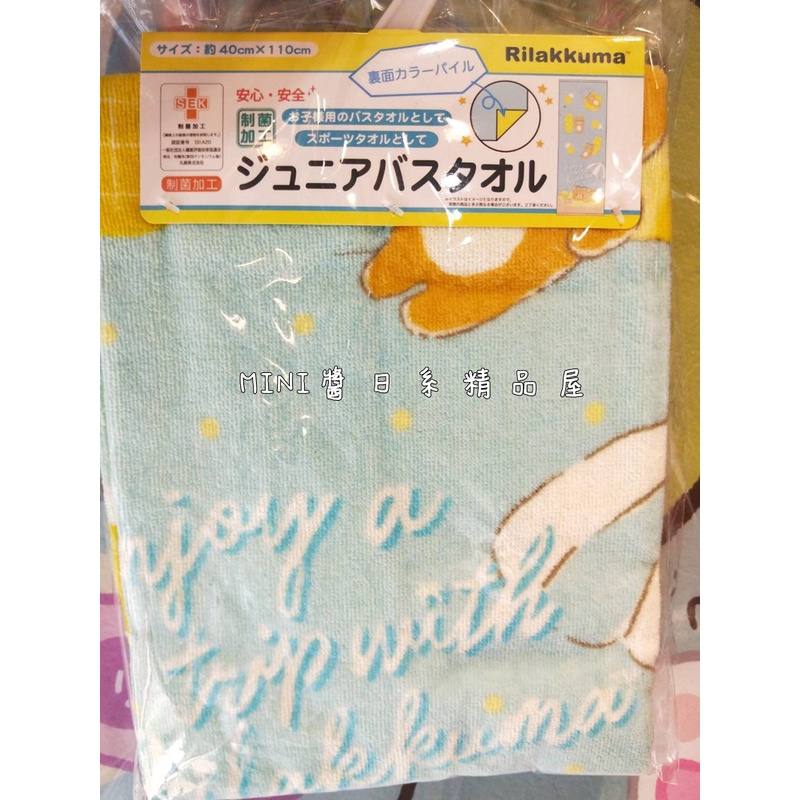 サイズ：約40cm×110cm
Rilakkuma™
裏面カラーパイル
安心・安全
SEK
制菌加工
制菌
加工
お子様用のバスタオルとして
スポーツタオルとして
ジュニアバスタオル
制菌加工
MINI醬日系精品屋
njoy a
trip with
kkuma